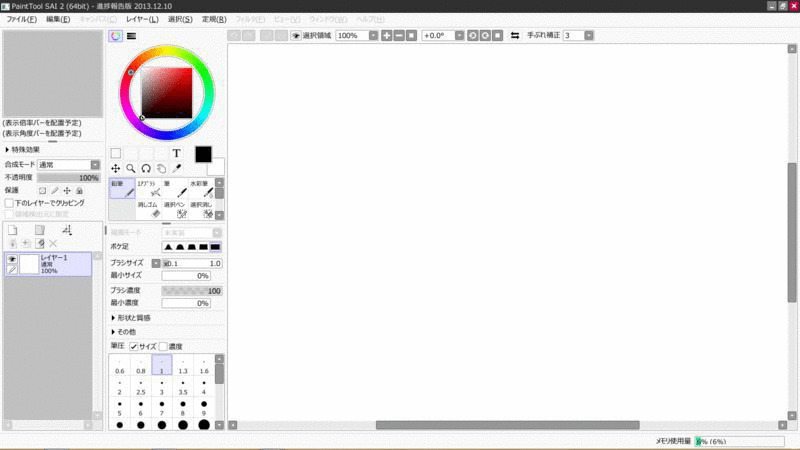 PaintTool SAI 2 (64bit) - 進捗報告版 2013.12.10
ファイル(F) 編集(E) キャンバス(C) レイヤー(L) 選択(S) 定規(R) フィルタ(T) ビュー(V) ウィンドウ(W) ヘルプ(H)
選択領域 100% +0.0° 手ぶれ補正 3
(表示倍率バーを配置予定)
(表示角度バーを配置予定)
特殊効果
合成モード 通常
不透明度 100%
保護
下のレイヤーでクリッピング
領域検出元に指定
レイヤー1
通常
100%
T
鉛筆 エアブラシ 筆 水彩筆
消しゴム 選択ペン 選択消し
描画モード 未実装
ボケ足
ブラシサイズ x0.1 1.0
最小サイズ 0%
ブラシ濃度 100
最小濃度 0%
形状と質感
その他
筆圧 サイズ 濃度
0.6 0.8 1 1.3 1.6
2 2.5 3 3.5 4
5 6 7 8 9
メモリ使用量 (6%)